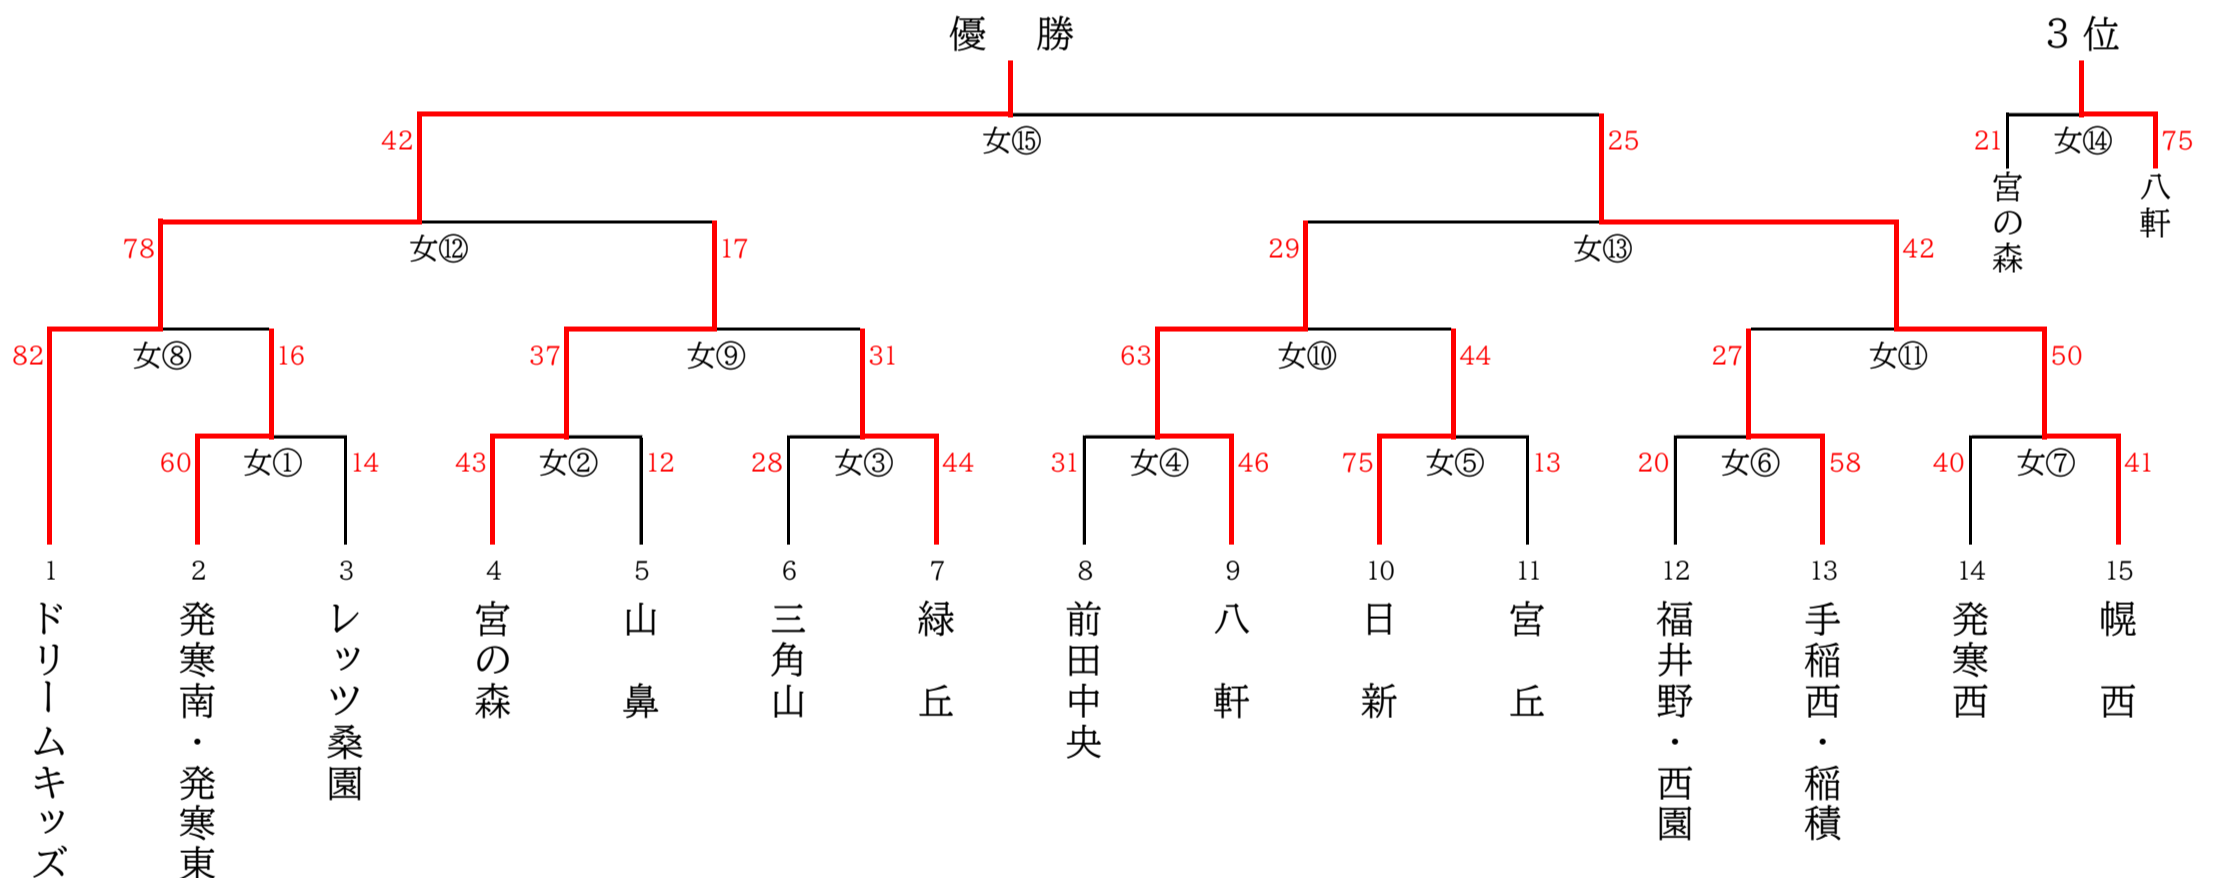 優 勝
3 位
42 女⑮ 25
21 女⑭ 75
宮の森
八軒
78 女⑫ 17
29 女⑬ 42
82 女⑧ 16
37 女⑨ 31
63 女⑩ 44
27 女⑪ 50
60 女① 14
43 女② 12
28 女③ 44
31 女④ 46
75 女⑤ 13
20 女⑥ 58
40 女⑦ 41
1 ドリームキッズ
2 発寒南・発寒東
3 レッツ桑園
4 宮の森
5 山 鼻
6 三角山
7 緑 丘
8 前田中央
9 八 軒
10 日 新
11 宮 丘
12 福井野・西園
13 手稲西・稲積
14 発寒西
15 幌 西